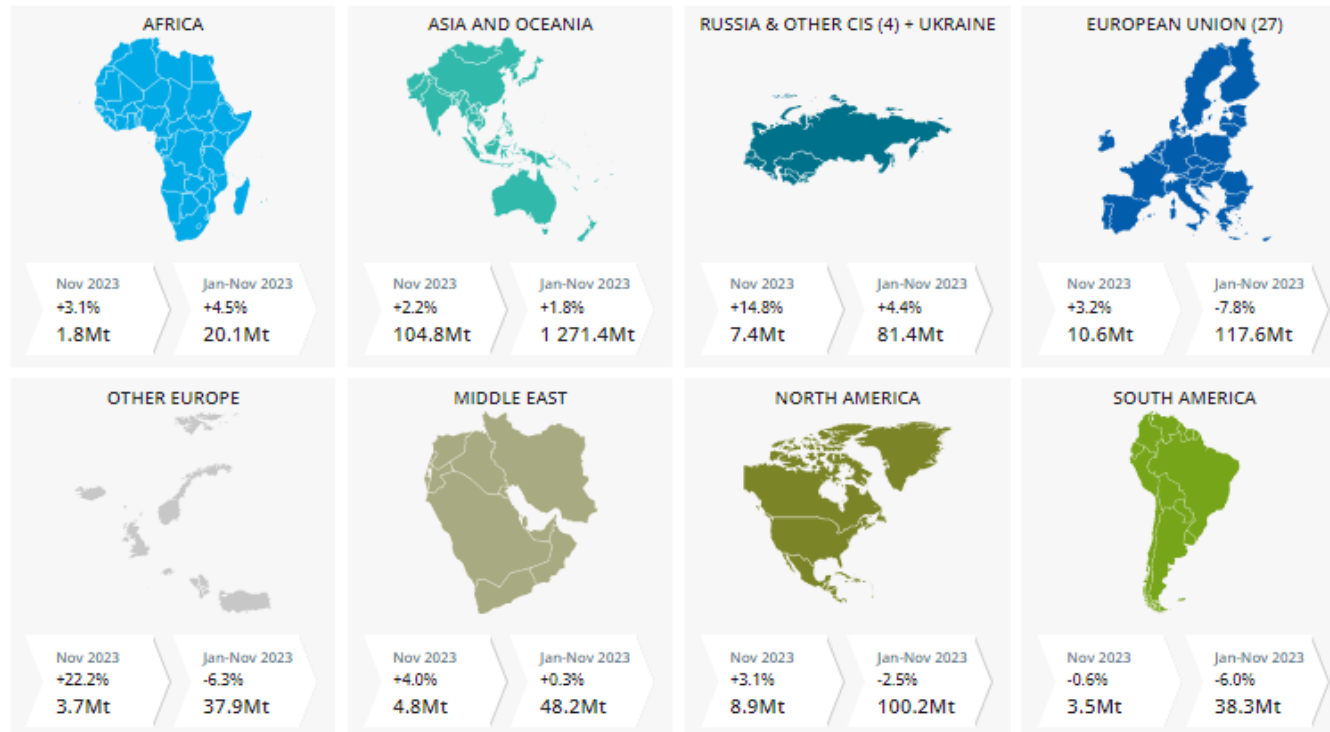 AFRICA
Nov 2023
+3.1%
1.8Mt
Jan-Nov 2023
+4.5%
20.1Mt
ASIA AND OCEANIA
Nov 2023
+2.2%
104.8Mt
Jan-Nov 2023
+1.8%
1 271.4Mt
RUSSIA & OTHER CIS (4) + UKRAINE
Nov 2023
+14.8%
7.4Mt
Jan-Nov 2023
+4.4%
81.4Mt
EUROPEAN UNION (27)
Nov 2023
+3.2%
10.6Mt
Jan-Nov 2023
-7.8%
117.6Mt
OTHER EUROPE
Nov 2023
+22.2%
3.7Mt
Jan-Nov 2023
-6.3%
37.9Mt
MIDDLE EAST
Nov 2023
+4.0%
4.8Mt
Jan-Nov 2023
+0.3%
48.2Mt
NORTH AMERICA
Nov 2023
+3.1%
8.9Mt
Jan-Nov 2023
-2.5%
100.2Mt
SOUTH AMERICA
Nov 2023
-0.6%
3.5Mt
Jan-Nov 2023
-6.0%
38.3Mt